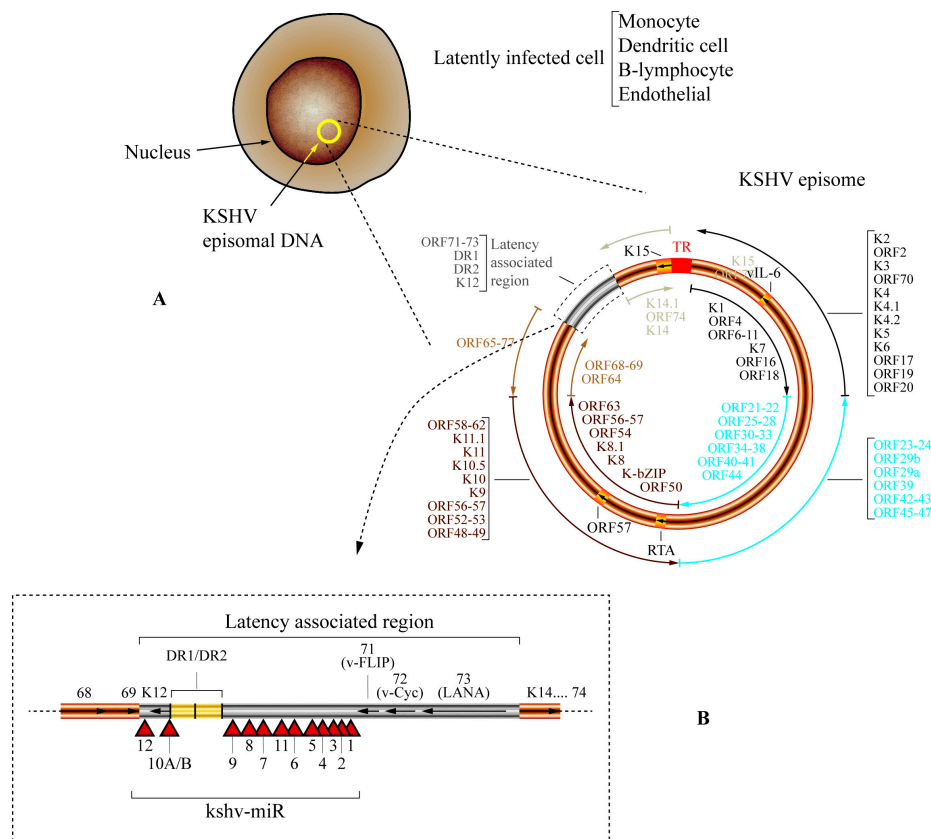 Latently infected cell
Monocyte
Dendritic cell
B-lymphocyte
Endothelial
Nucleus
KSHV
episomal DNA
A
KSHV episome
ORF71-73
DR1
DR2
K12
Latency
associated
region
K15
TR
K15
vIL-6
K14.1
ORF74
K14
K1
ORF4
ORF6-11
K7
ORF16
ORF18
K2
ORF2
K3
ORF70
K4
K4.1
K4.2
K5
K6
ORF17
ORF19
ORF20
ORF65-77
ORF68-69
ORF64
ORF63
ORF56-57
ORF54
K8.1
K8
K-bZIP
ORF50
ORF21-22
ORF25-28
ORF30-33
ORF34-38
ORF40-41
ORF44
ORF23-24
ORF29b
ORF29a
ORF39
ORF42-43
ORF45-47
ORF58-62
K11.1
K11
K10.5
K10
K9
ORF56-57
ORF52-53
ORF48-49
ORF57
RTA
Latency associated region
DR1/DR2
71
(v-FLIP)
72
(v-Cyc)
73
(LANA)
68
69
K12
K14.... 74
B
12
10A/B
9
8
7
11
6
5
4
3
2
1
kshv-miR